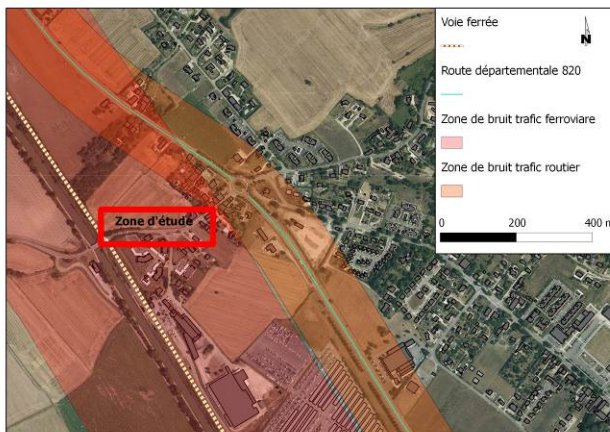 Voie ferrée
N
Route départementale 820
Zone de bruit trafic ferroviaire
Zone de bruit trafic routier
0 200 400 m
Zone d'étude